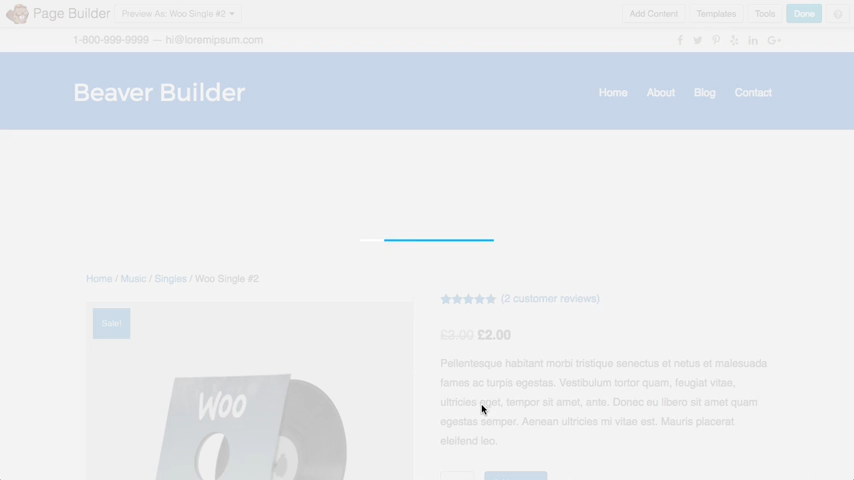 Page Builder Preview As: Woo Single #2 Add Content Templates Tools Done
1-800-999-9999 — hi@loremipsum.com
Beaver Builder Home About Blog Contact
Home / Music / Singles / Woo Single #2
(2 customer reviews)
Sale!
£3.00 £2.00
Pellentesque habitant morbi tristique senectus et netus et malesuada
fames ac turpis egestas. Vestibulum tortor quam, feugiat vitae,
ultricies eget, tempor sit amet, ante. Donec eu libero sit amet quam
egestas semper. Aenean ultricies mi vitae est. Mauris placerat
eleifend leo.
WOO